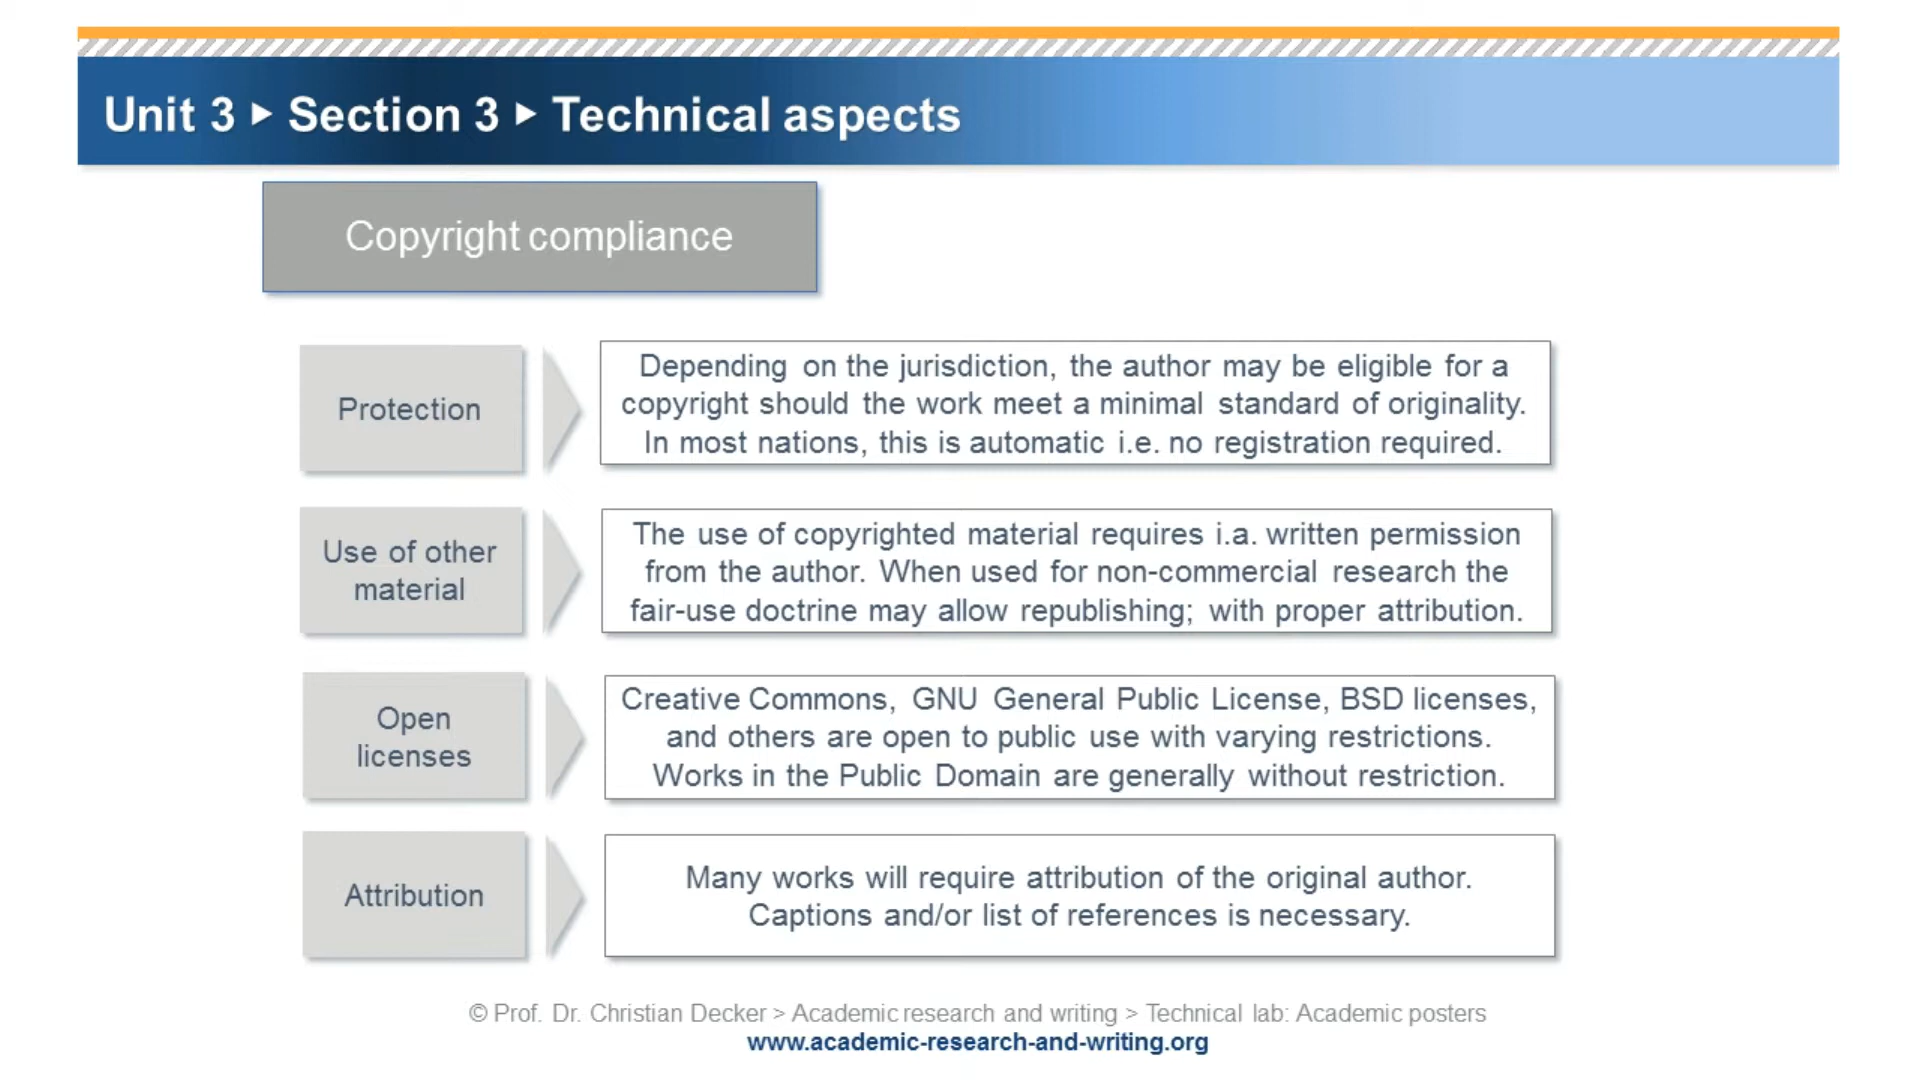 Unit 3 ▸ Section 3 ▸ Technical aspects
Copyright compliance
Protection
Depending on the jurisdiction, the author may be eligible for a
copyright should the work meet a minimal standard of originality.
In most nations, this is automatic i.e. no registration required.
Use of other
material
The use of copyrighted material requires i.a. written permission
from the author. When used for non-commercial research the
fair-use doctrine may allow republishing; with proper attribution.
Open
licenses
Creative Commons, GNU General Public License, BSD licenses,
and others are open to public use with varying restrictions.
Works in the Public Domain are generally without restriction.
Attribution
Many works will require attribution of the original author.
Captions and/or list of references is necessary.
© Prof. Dr. Christian Decker > Academic research and writing > Technical lab: Academic posters
www.academic-research-and-writing.org